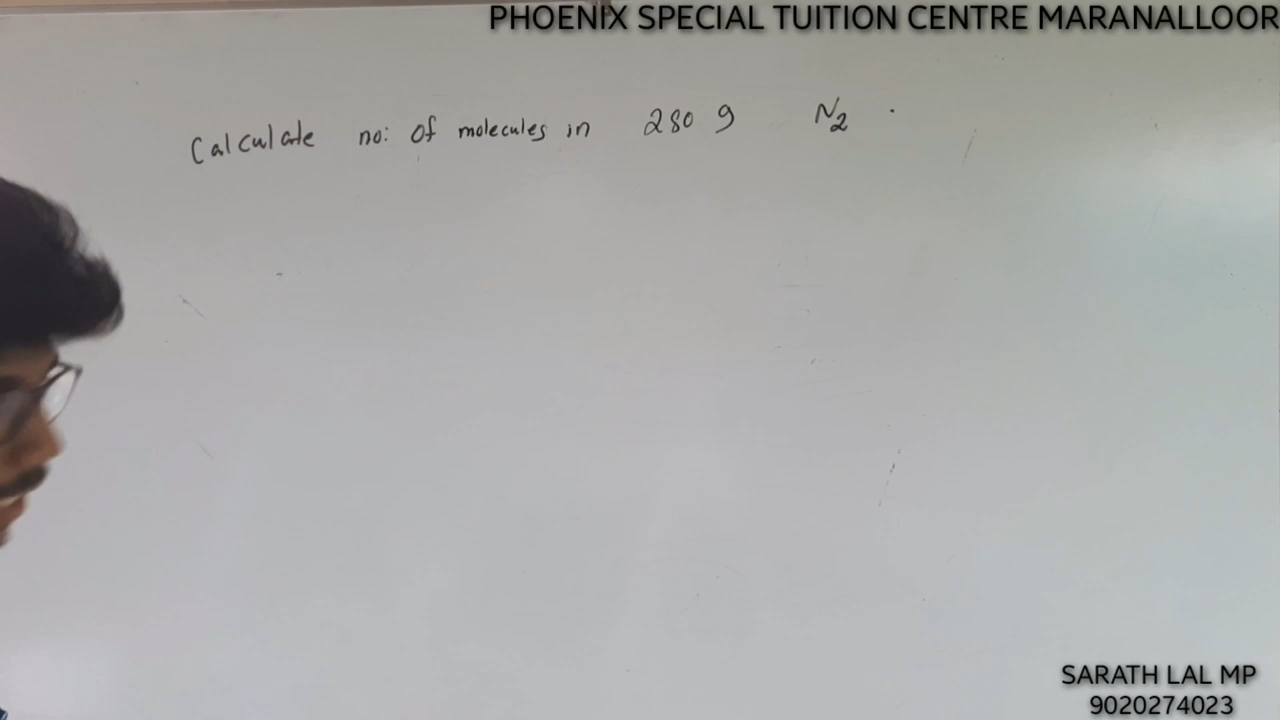 PHOENIX SPECIAL TUITION CENTRE MARANALLOOR
Calculate no: of molecules in 280 g N₂ .
SARATH LAL MP
9020274023